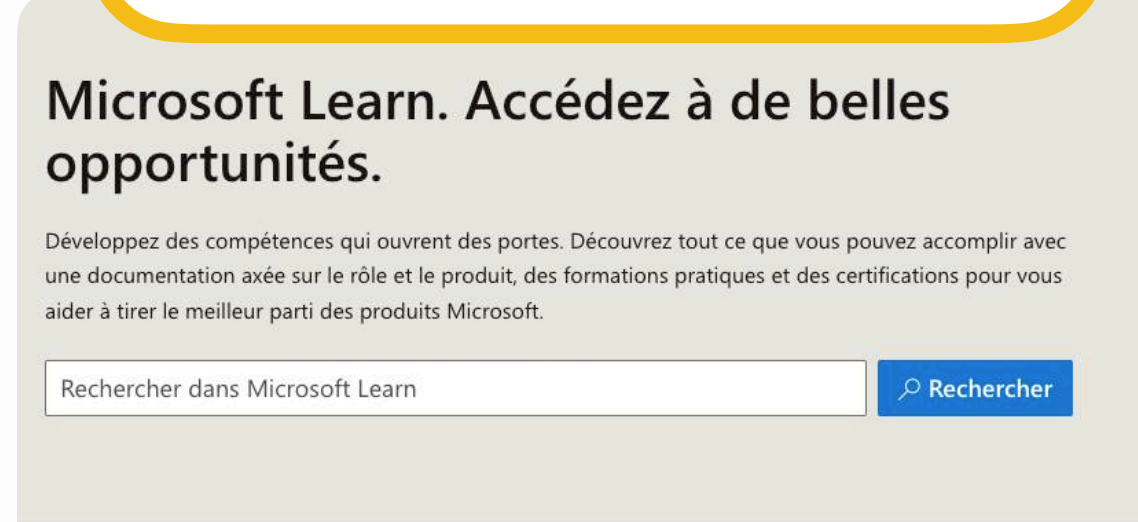 Microsoft Learn. Accédez à de belles
opportunités.
Développez des compétences qui ouvrent des portes. Découvrez tout ce que vous pouvez accomplir avec
une documentation axée sur le rôle et le produit, des formations pratiques et des certifications pour vous
aider à tirer le meilleur parti des produits Microsoft.
Rechercher dans Microsoft Learn
Rechercher